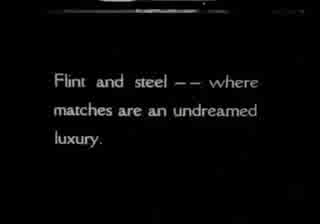 Flint and steel -- where
matches are an undreamed
luxury.